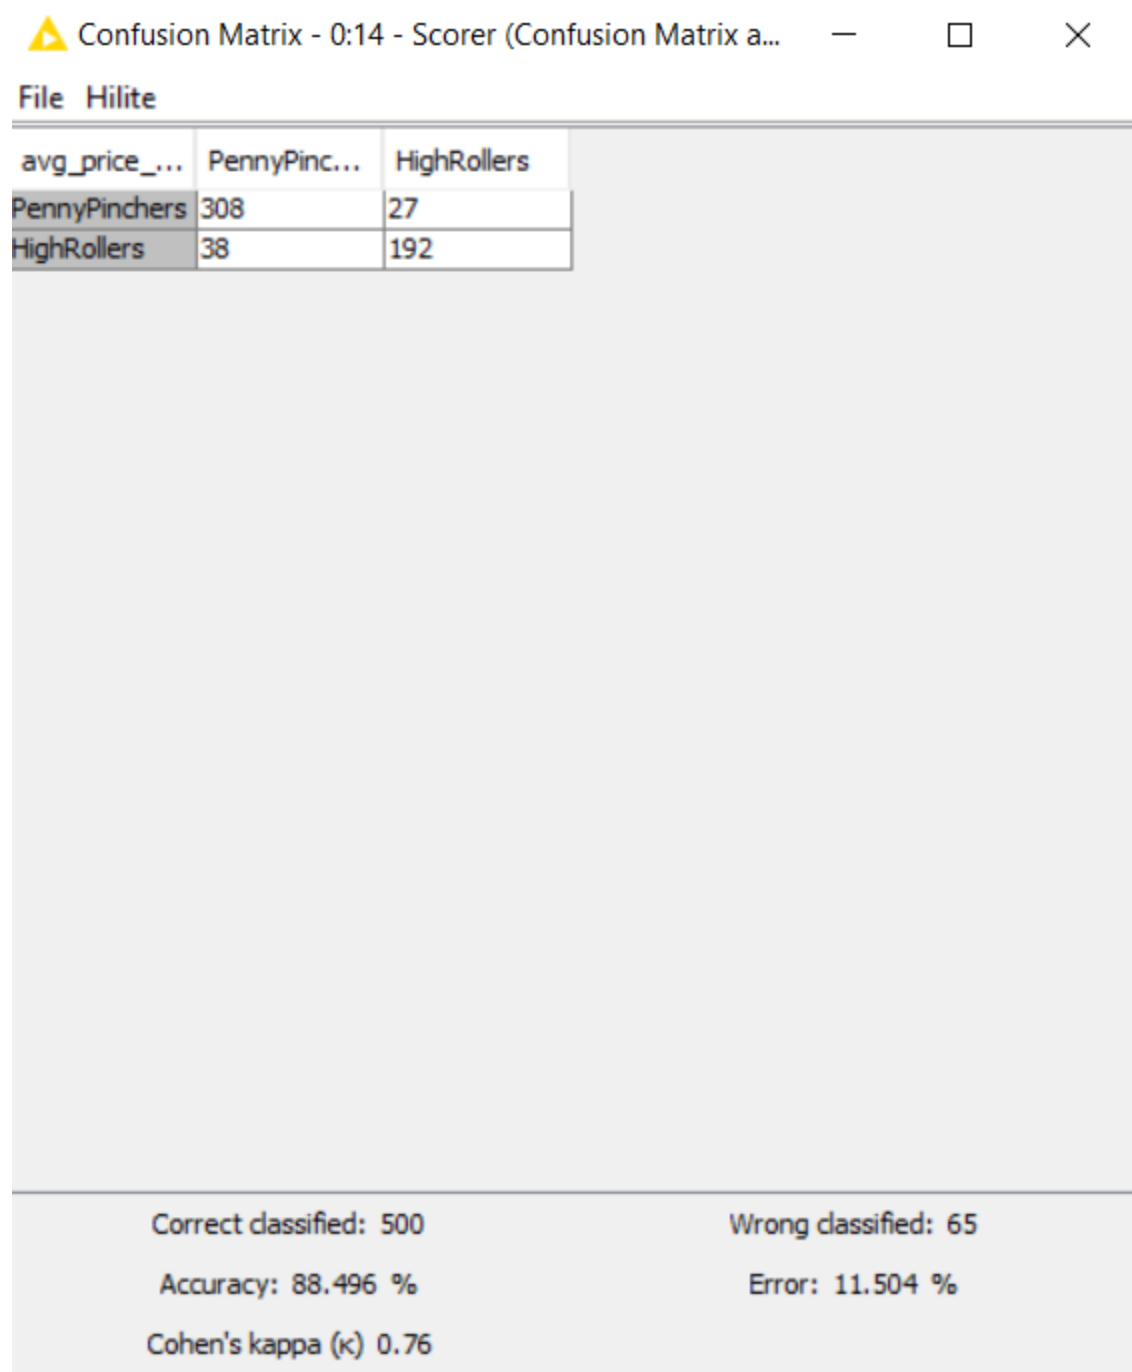 Confusion Matrix - 0:14 - Scorer (Confusion Matrix a...
File Hilite
avg_price_... PennyPinc... HighRollers
PennyPinchers 308 27
HighRollers 38 192
Correct classified: 500 Wrong classified: 65
Accuracy: 88.496 % Error: 11.504 %
Cohen's kappa (κ) 0.76